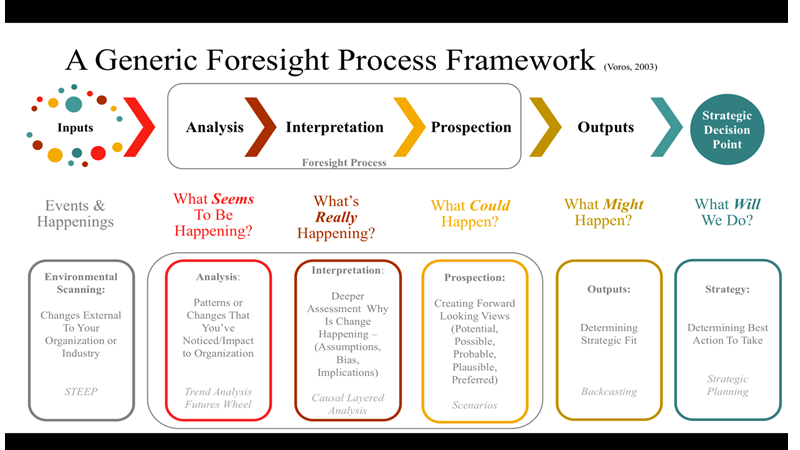 A Generic Foresight Process Framework (Voros, 2003)
Inputs
Analysis
Interpretation
Prospection
Outputs
Strategic
Decision
Point
Foresight Process
Events &
Happenings
What Seems
To Be
Happening?
What's
Really
Happening?
What Could
Happen?
What Might
Happen?
What Will
We Do?
Environmental
Scanning:
Changes External
To Your
Organization or
Industry
STEEP
Analysis:
Patterns or
Changes That
You've
Noticed/Impact
to Organization
Trend Analysis
Futures Wheel
Interpretation:
Deeper
Assessment Why
Is Change
Happening –
(Assumptions,
Bias,
Implications)
Causal Layered
Analysis
Prospection:
Creating Forward
Looking Views
(Potential,
Possible,
Probable,
Plausible,
Preferred)
Scenarios
Outputs:
Determining
Strategic Fit
Backcasting
Strategy:
Determining Best
Action To Take
Strategic
Planning